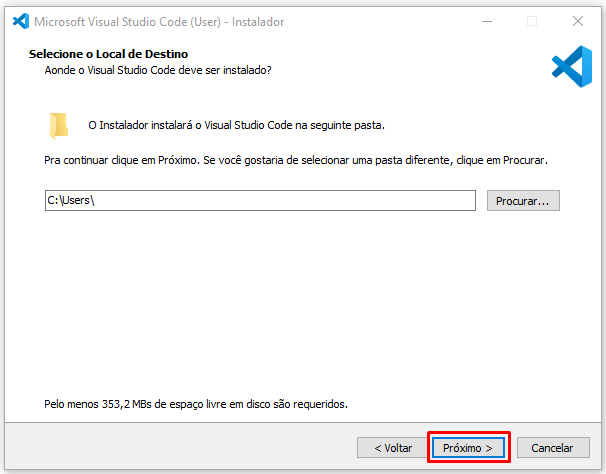 Microsoft Visual Studio Code (User) - Instalador
Selecione o Local de Destino
Aonde o Visual Studio Code deve ser instalado?
O Instalador instalará o Visual Studio Code na seguinte pasta.
Pra continuar clique em Próximo. Se você gostaria de selecionar uma pasta diferente, clique em Procurar.
C:\Users\
Procurar...
Pelo menos 353,2 MBs de espaço livre em disco são requeridos.
< Voltar
Próximo >
Cancelar